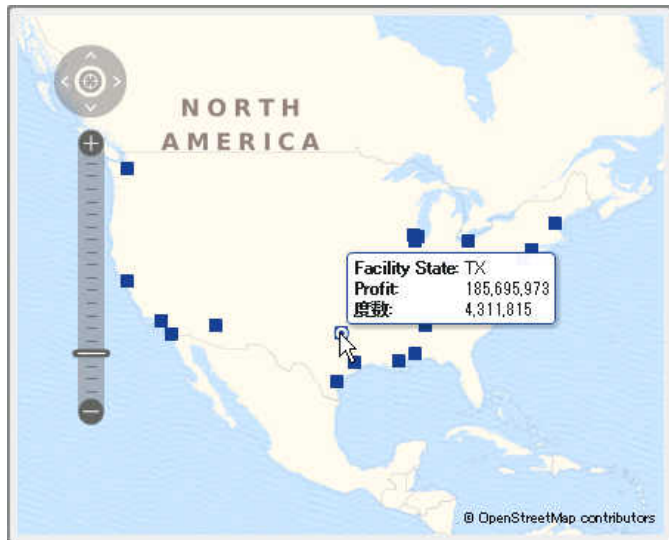 NORTH
AMERICA
Facility State: TX
Profit: 185,695,973
度数: 4,311,815
© OpenStreetMap contributors